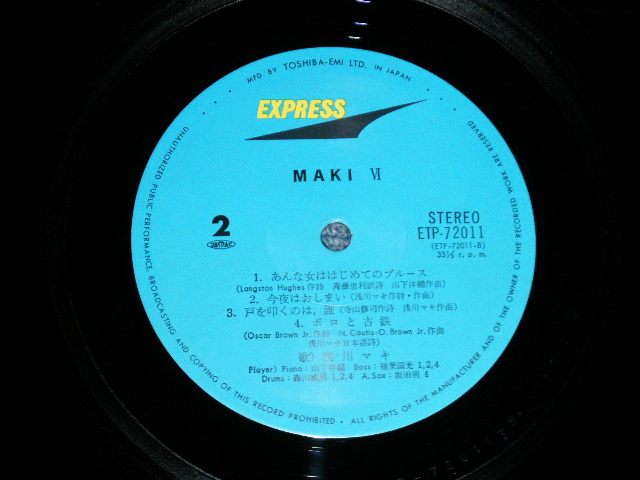 MFD. BY TOSHIBA-EMI LTD. IN JAPAN
EXPRESS
MAKI Ⅵ
2
JASRAC
STEREO
ETP-72011
(ETP-72011-B)
33⅓ r. p. m.
1. あんな女ははじめてのブルース
(Langston Hughes作詩 斉藤忠利訳詩 山下洋輔作曲)
2. 今夜はおしまい (浅川マキ作詩・作曲)
3. 戸を叩くのは、誰 (寺山修司作詩 浅川マキ作曲)
4. ボロと古鉄
(Oscar Brown Jr. 作詩 N. Coutis-O. Brown Jr. 作曲
浅川マキ日本語詩)
歌) 浅川マキ
Player) Piano: 山下洋輔 Bass: 稲葉国光 1,2,4
Drums: 森山威男 1,2,4 A. Sax: 坂田明 4
UNAUTHORIZED PUBLIC PERFORMANCE, BROADCASTING AND COPYING OF THIS RECORD PROHIBITED • ALL RIGHTS OF THE MANUFACTURER AND OF THE OWNER OF THE RECORDED WORK ARE RESERVED